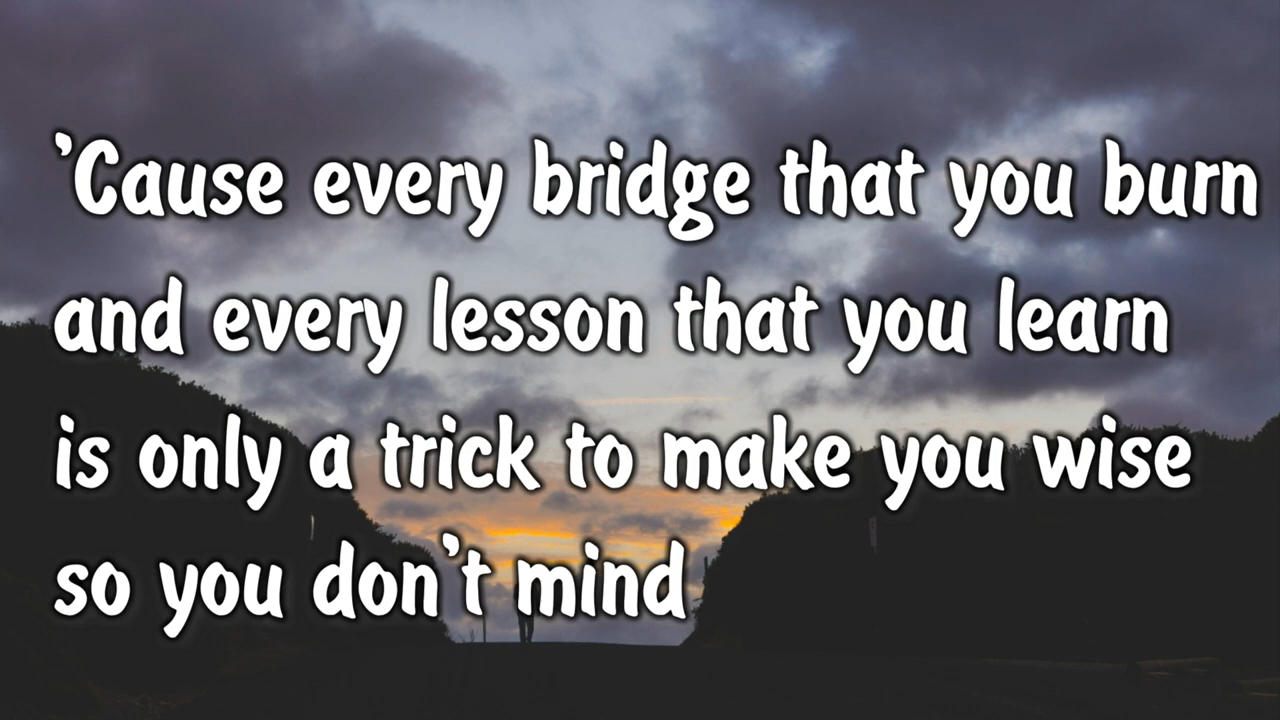 'Cause every bridge that you burn
and every lesson that you learn
is only a trick to make you wise
so you don't mind